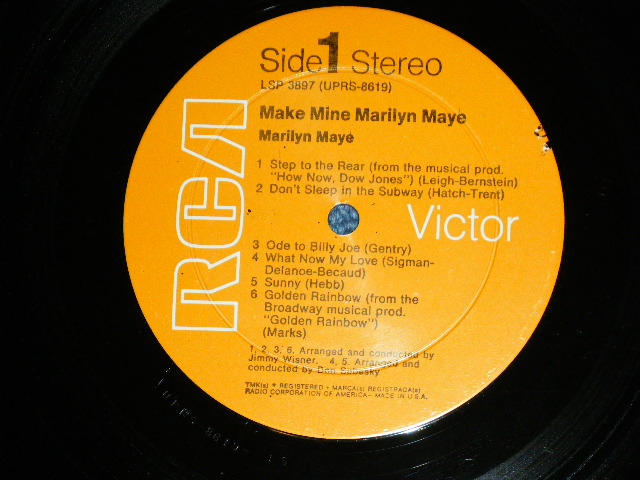 Side 1 Stereo
LSP 3897 (UPRS-8619)
Make Mine Marilyn Maye
Marilyn Maye
1 Step to the Rear (from the musical prod.
"How Now, Dow Jones") (Leigh-Bernstein)
2 Don't Sleep in the Subway (Hatch-Trent)
RCA
Victor
3 Ode to Billy Joe (Gentry)
4 What Now My Love (Sigman-
Delanoe-Becaud)
5 Sunny (Hebb)
6 Golden Rainbow (from the
Broadway musical prod.
"Golden Rainbow")
(Marks)
1, 2, 3, 6. Arranged and conducted by
Jimmy Wisner. 4, 5. Arranged and
conducted by Don
TMK(s) ® REGISTERED • MARCA(s) REGISTRADA(s)
RADIO CORPORATION OF AMERICA – MADE IN U.S.A.